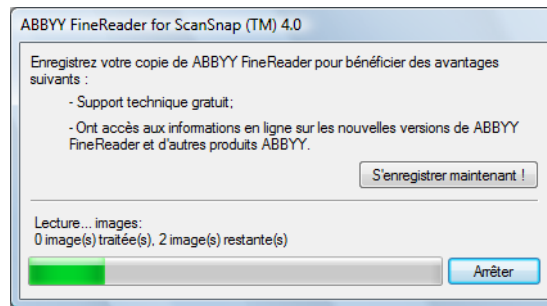 ABBYY FineReader for ScanSnap (TM) 4.0
Enregistrez votre copie de ABBYY FineReader pour bénéficier des avantages
suivants :
- Support technique gratuit;
- Ont accès aux informations en ligne sur les nouvelles versions de ABBYY
FineReader et d'autres produits ABBYY.
S'enregistrer maintenant !
Lecture... images:
0 image(s) traitée(s), 2 image(s) restante(s)
Arrêter